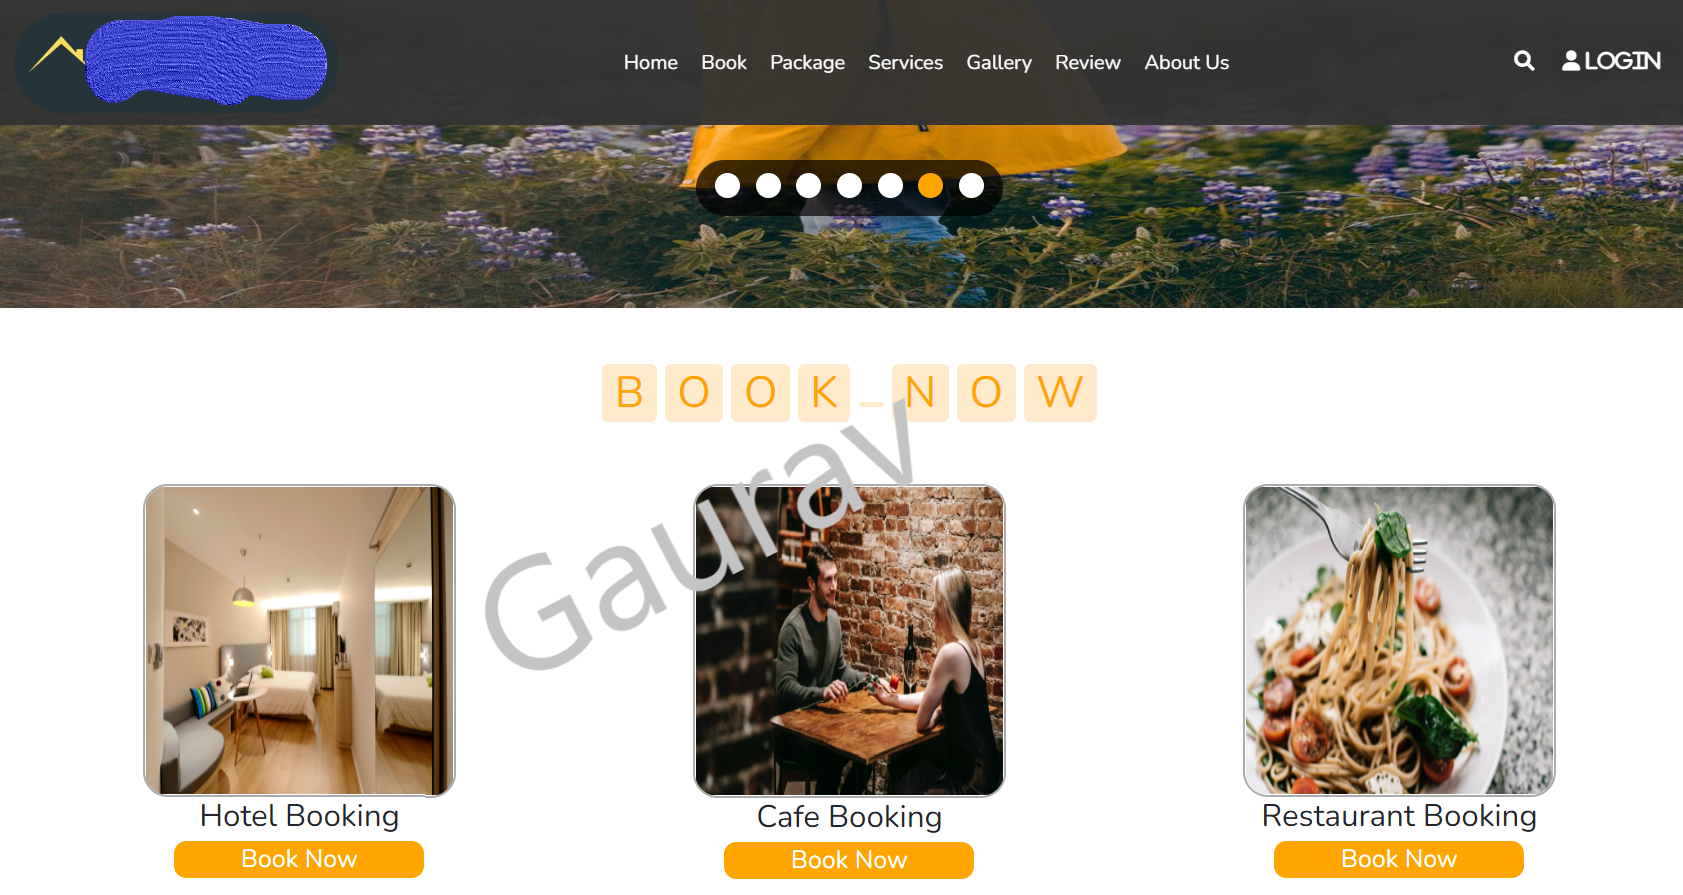 Home Book Package Services Gallery Review About Us LOGIN
BOOK_NOW
Gaurav
Hotel Booking Cafe Booking Restaurant Booking
Book Now Book Now Book Now